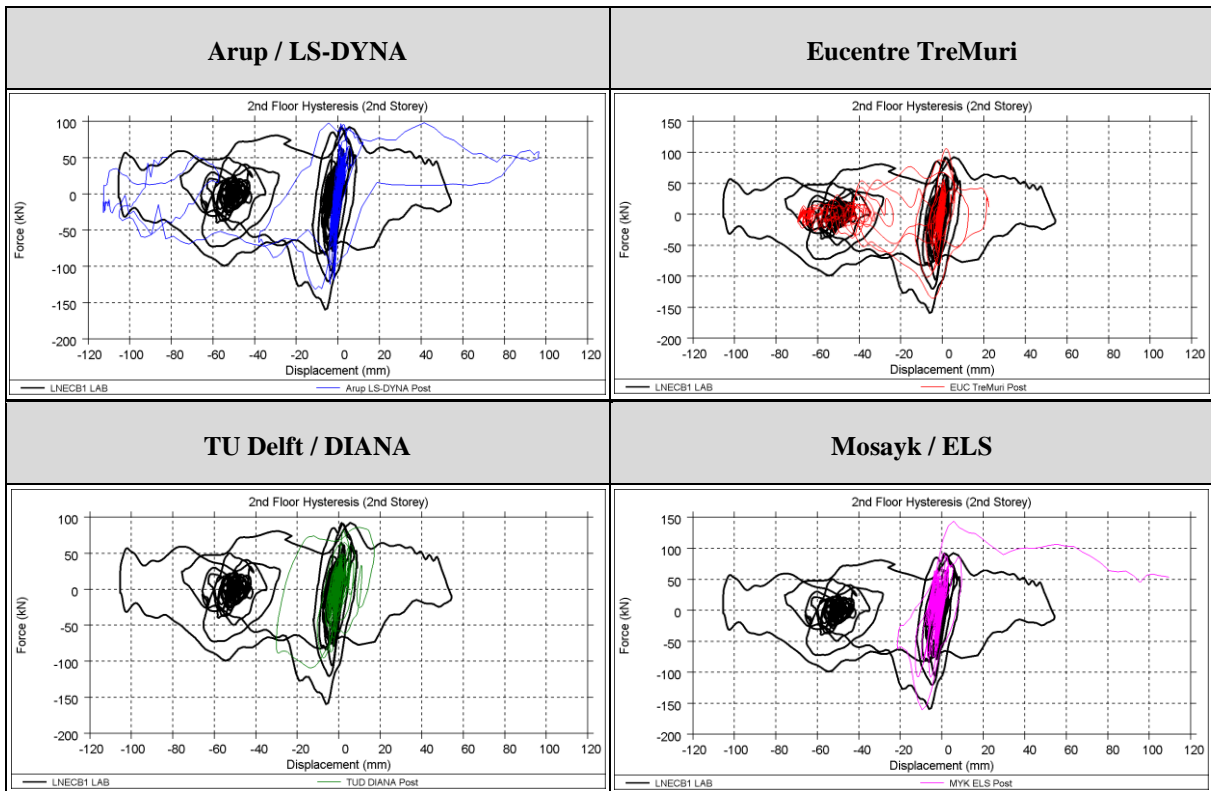 Arup / LS-DYNA
Eucentre TreMuri
2nd Floor Hysteresis (2nd Storey)
100
50
0
-50
-100
-150
-200
Force (kN)
-120 -100 -80 -60 -40 -20 0 20 40 60 80 100 120
Displacement (mm)
LNECB1 LAB Arup LS-DYNA Post
2nd Floor Hysteresis (2nd Storey)
150
100
50
0
-50
-100
-150
-200
Force (kN)
-120 -100 -80 -60 -40 -20 0 20 40 60 80 100 120
Displacement (mm)
LNECB1 LAB EUC TreMuri Post
TU Delft / DIANA
Mosayk / ELS
2nd Floor Hysteresis (2nd Storey)
100
50
0
-50
-100
-150
-200
Force (kN)
-120 -100 -80 -60 -40 -20 0 20 40 60 80 100 120
Displacement (mm)
LNECB1 LAB TUD DIANA Post
2nd Floor Hysteresis (2nd Storey)
150
100
50
0
-50
-100
-150
-200
Force (kN)
-120 -100 -80 -60 -40 -20 0 20 40 60 80 100 120
Displacement (mm)
LNECB1 LAB MYK ELS Post